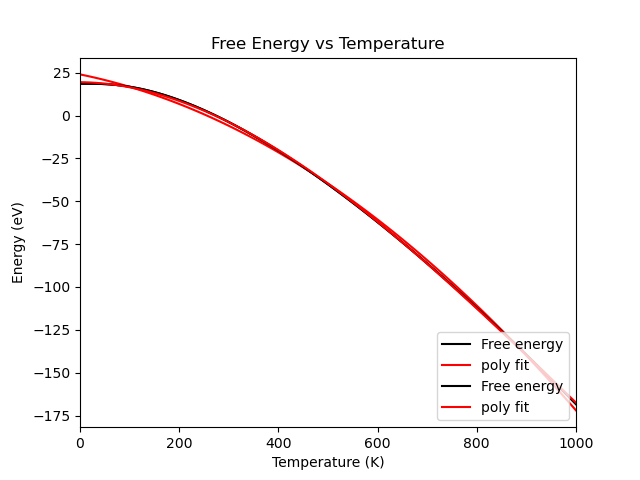 Free Energy vs Temperature
25
0
−25
−50
−75
−100
−125
−150
−175
Energy (eV)
Free energy
poly fit
Free energy
poly fit
0 200 400 600 800 1000
Temperature (K)